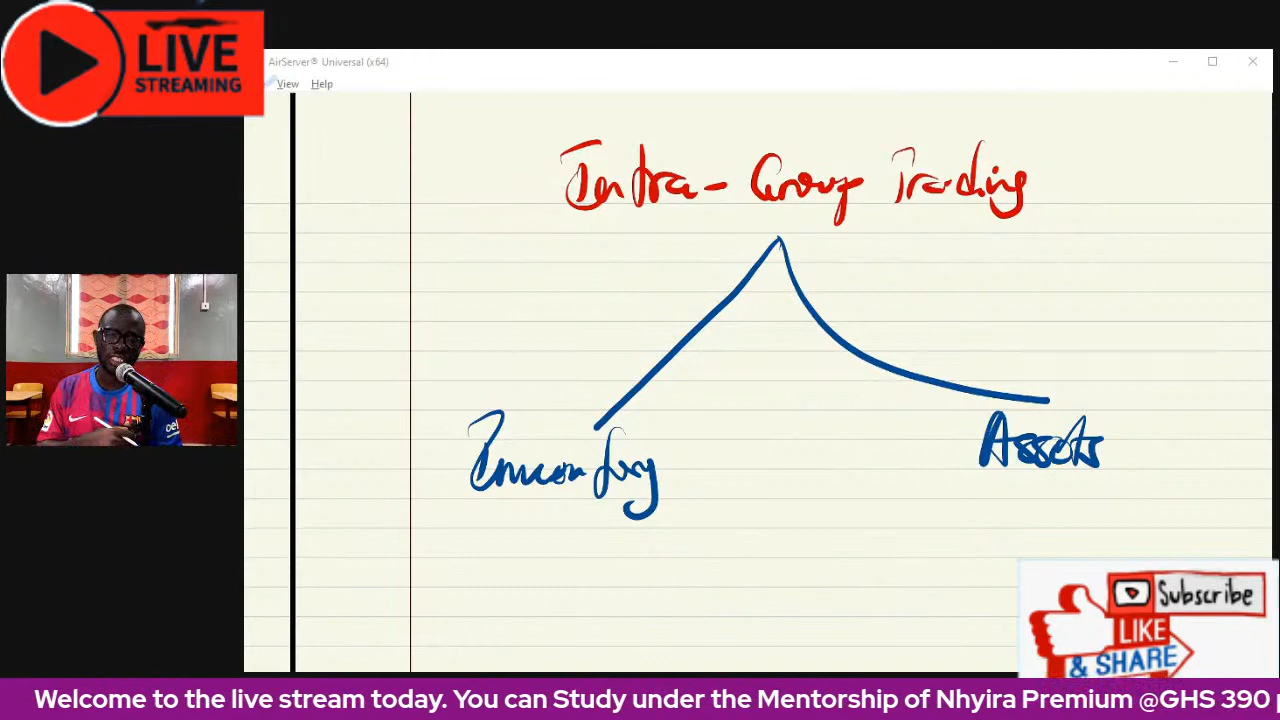 LIVE
STREAMING
AirServer® Universal (x64)
View Help
Intra-Group Trading
Inventory
Assets
Subscribe
LIKE
& SHARE
Welcome to the live stream today. You can Study under the Mentorship of Nhyira Premium @GHS 390